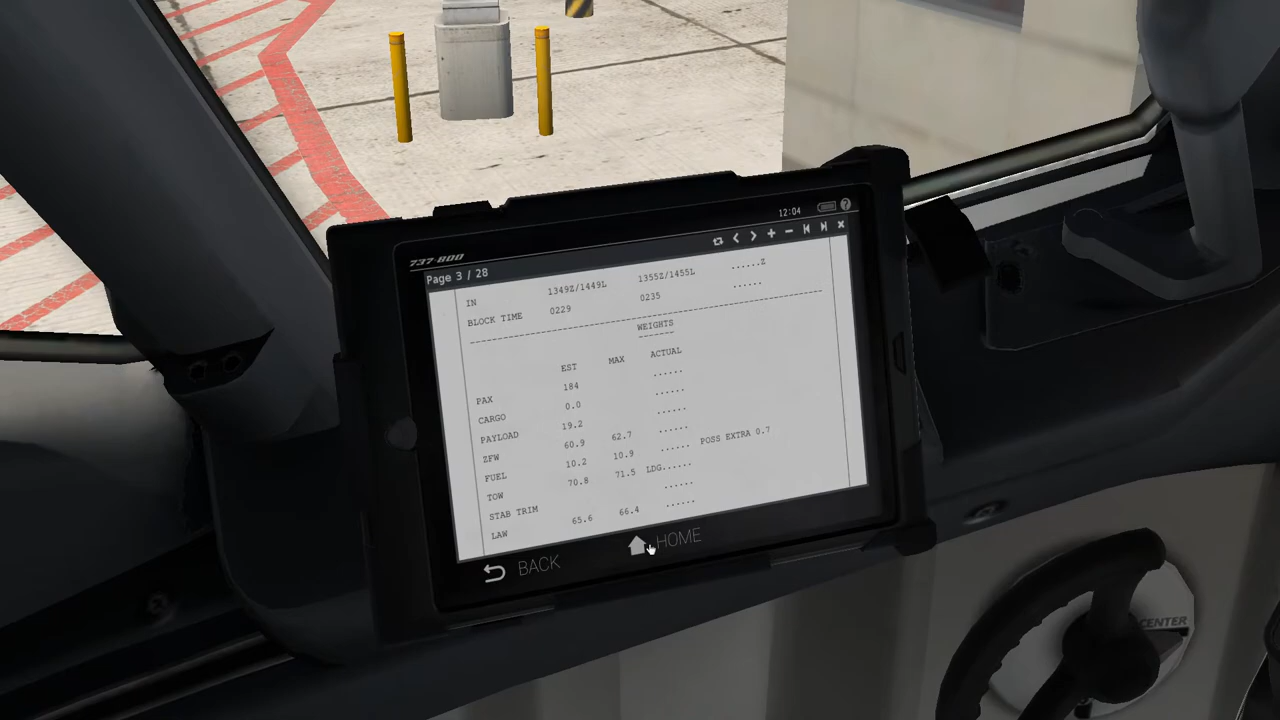 12:04
737-800
Page 3 / 28
IN 1349Z/1449L 1355Z/1455L ......Z
BLOCK TIME 0229 0235 ......
WEIGHTS
EST MAX ACTUAL
PAX 184 ......
CARGO 0.0 ......
PAYLOAD 19.2 ......
ZFW 60.9 62.7 ......
FUEL 10.2 10.9 ...... POSS EXTRA 0.7
TOW 70.8 71.5 LDG......
STAB TRIM ......
LAW 65.6 66.4 ......
BACK
HOME
CENTER